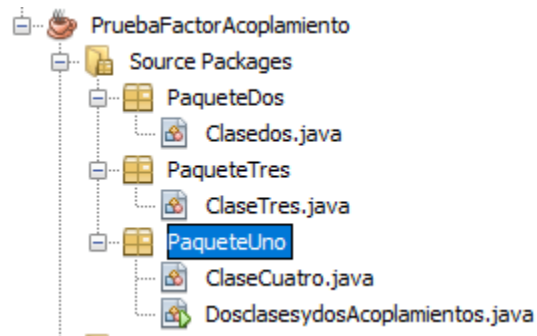 PruebaFactorAcoplamiento
Source Packages
PaqueteDos
Clasedos.java
PaqueteTres
ClaseTres.java
PaqueteUno
ClaseCuatro.java
DosclasesydosAcoplamientos.java